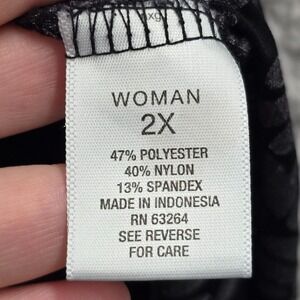 WOMAN
2X
47% POLYESTER
40% NYLON
13% SPANDEX
MADE IN INDONESIA
RN 63264
SEE REVERSE
FOR CARE